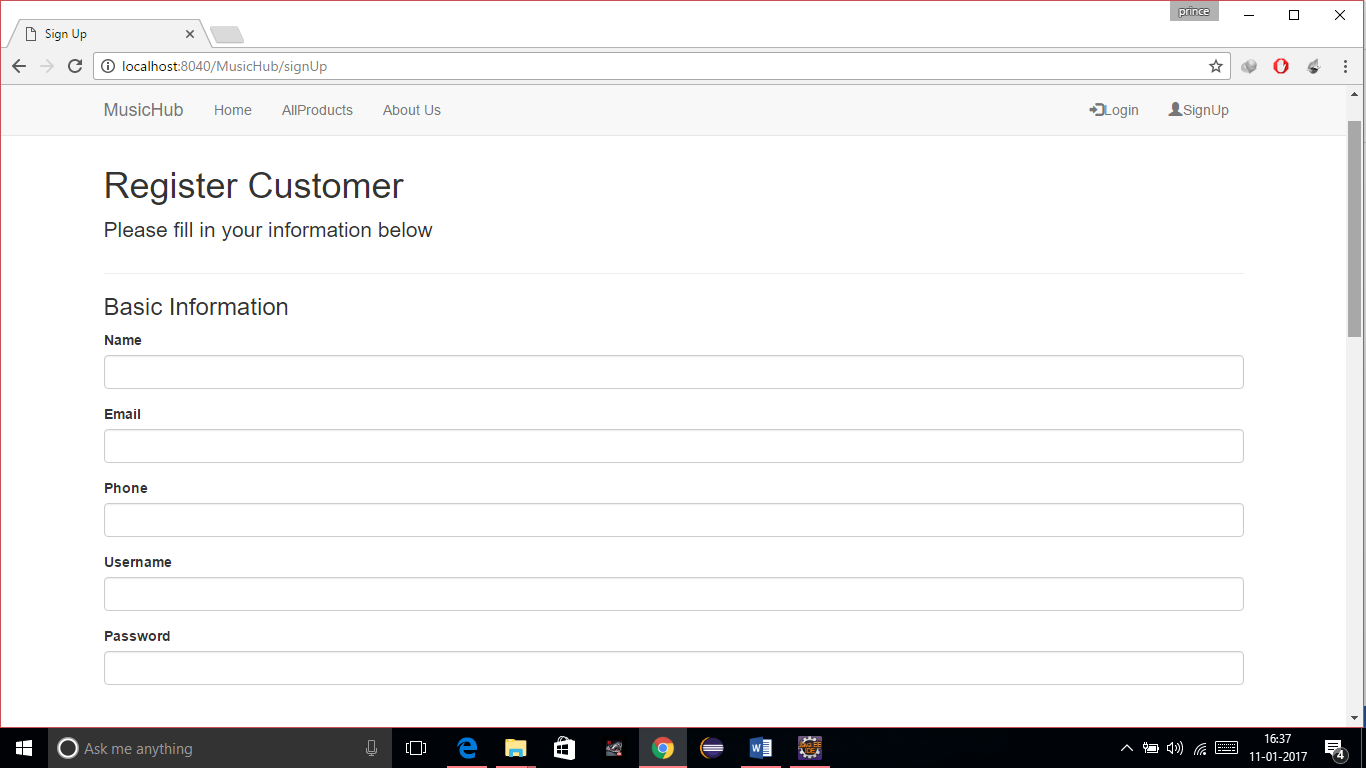 prince
Sign Up
localhost:8040/MusicHub/signUp
MusicHub Home AllProducts About Us Login SignUp
Register Customer
Please fill in your information below
Basic Information
Name
Email
Phone
Username
Password
Ask me anything
16:37
11-01-2017
4